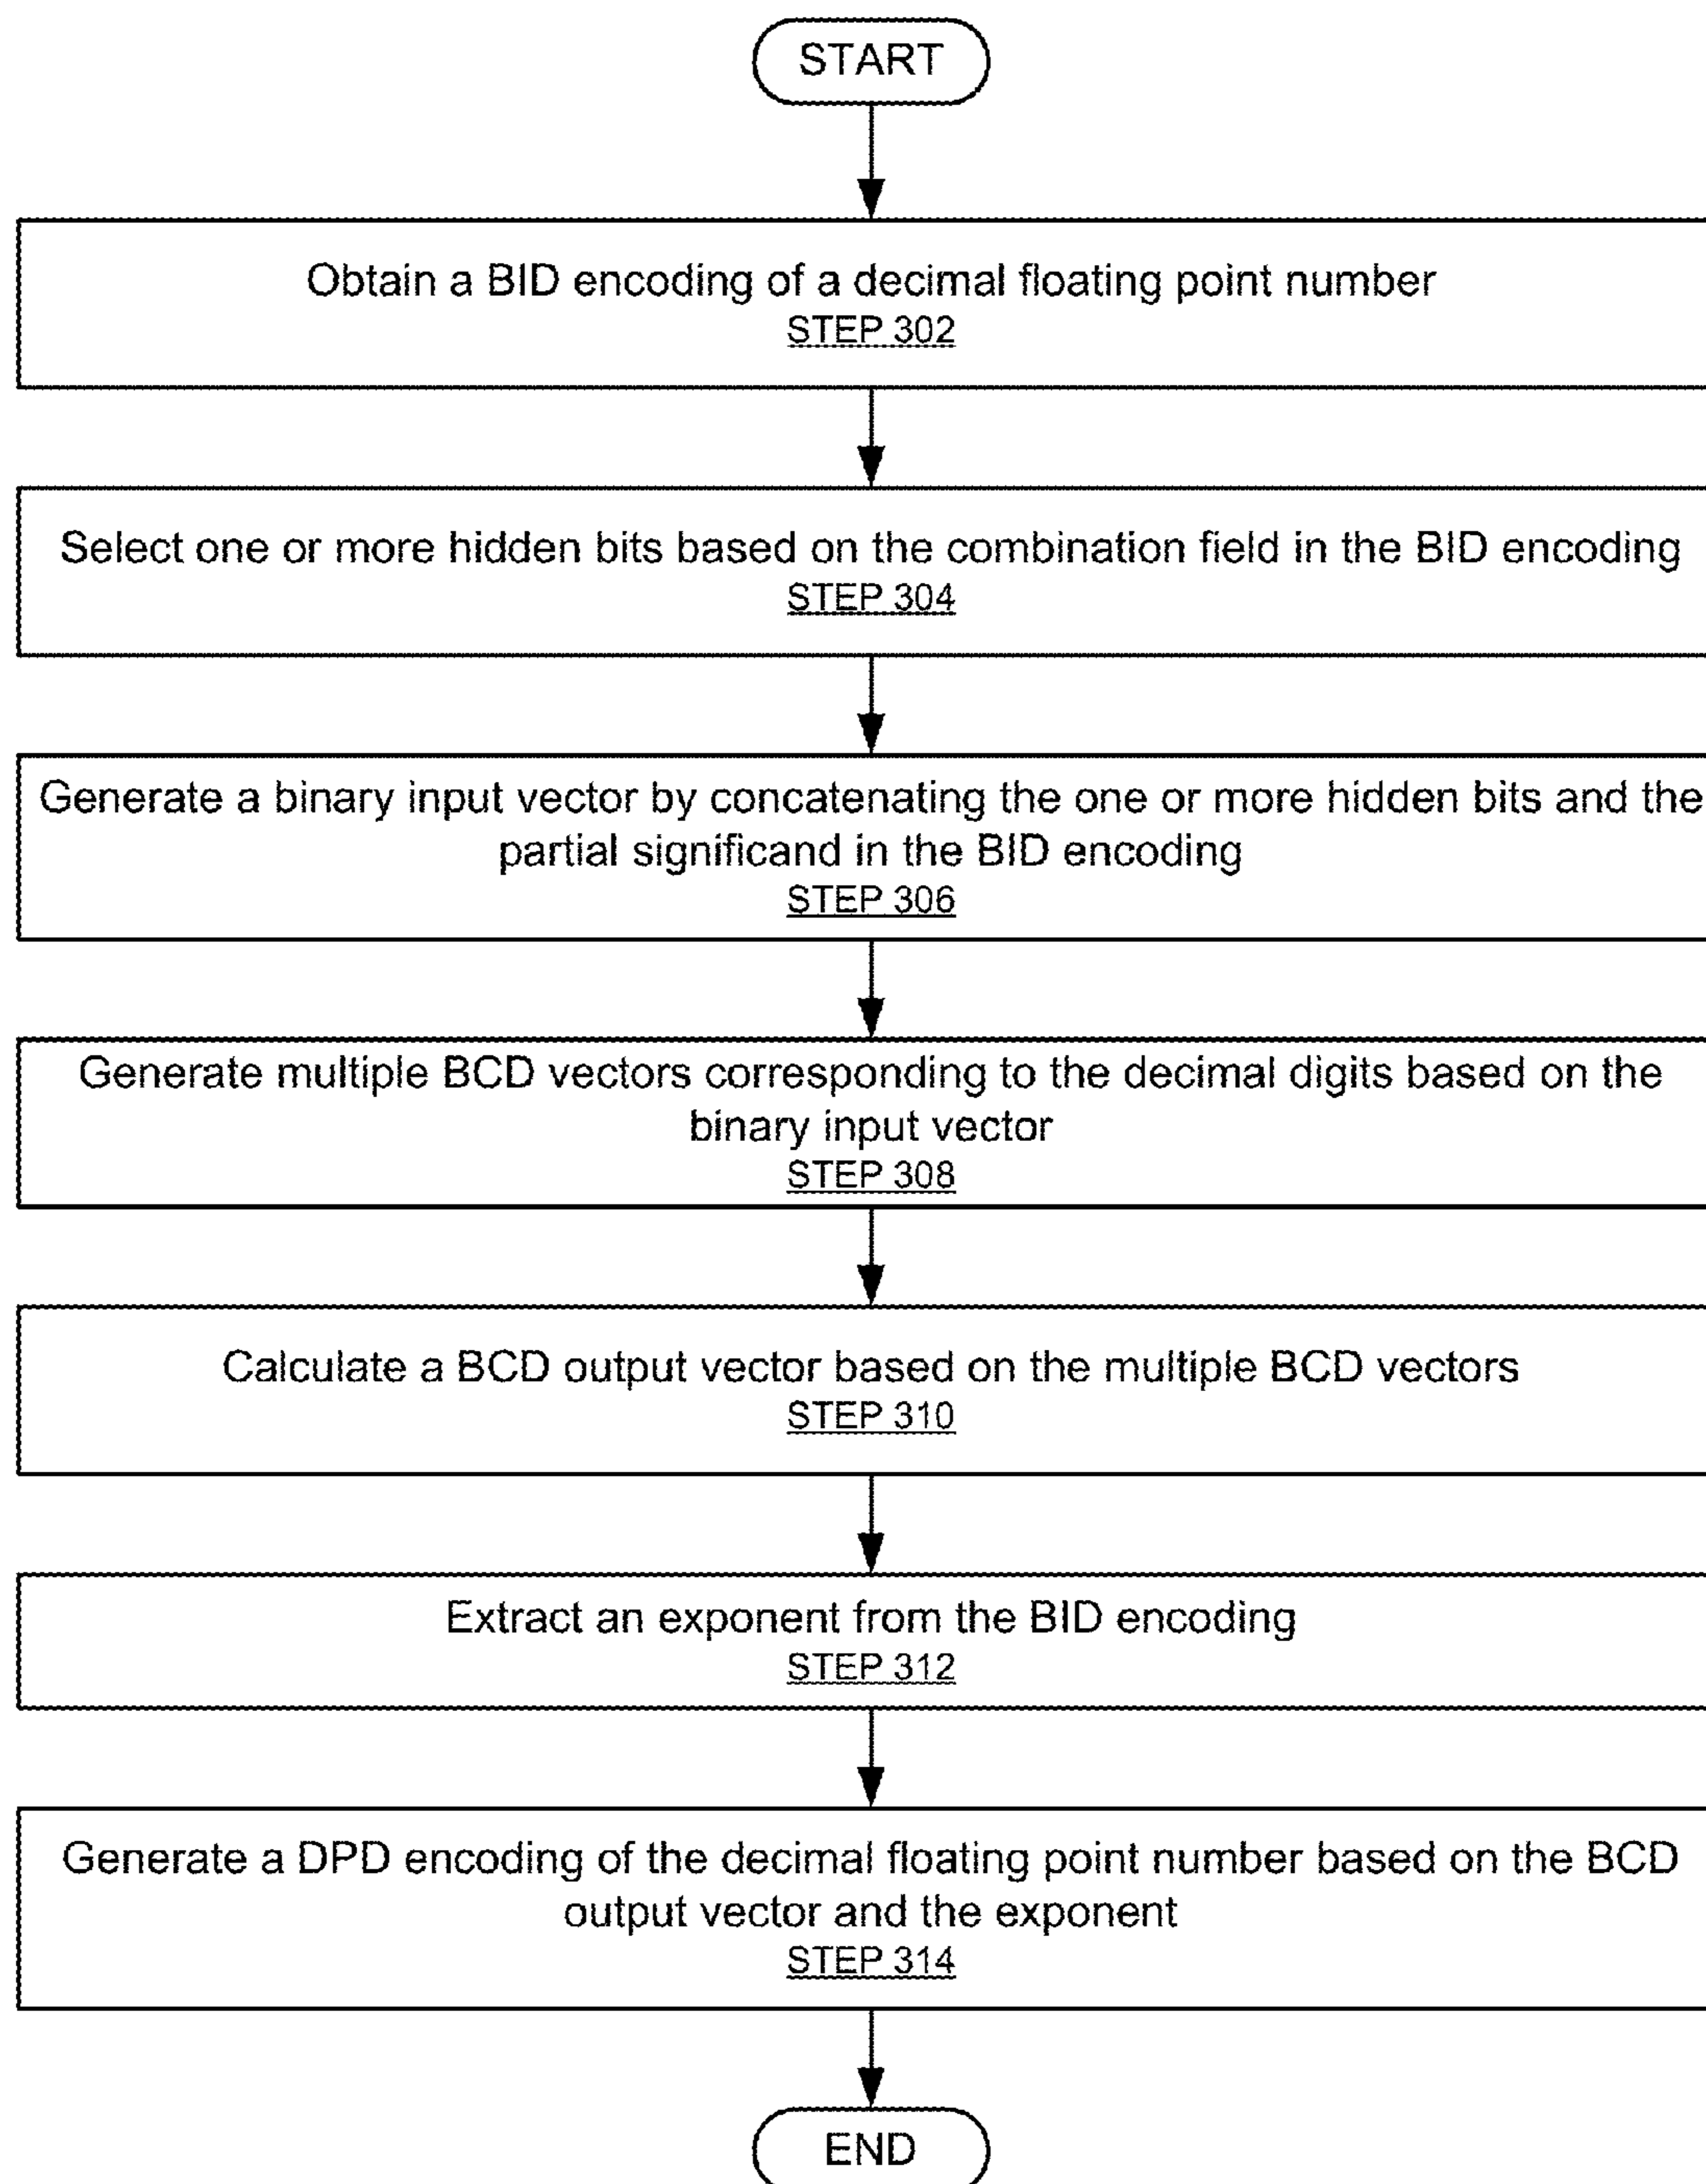 START
Obtain a BID encoding of a decimal floating point number
STEP 302
Select one or more hidden bits based on the combination field in the BID encoding
STEP 304
Generate a binary input vector by concatenating the one or more hidden bits and the
partial significand in the BID encoding
STEP 306
Generate multiple BCD vectors corresponding to the decimal digits based on the
binary input vector
STEP 308
Calculate a BCD output vector based on the multiple BCD vectors
STEP 310
Extract an exponent from the BID encoding
STEP 312
Generate a DPD encoding of the decimal floating point number based on the BCD
output vector and the exponent
STEP 314
END